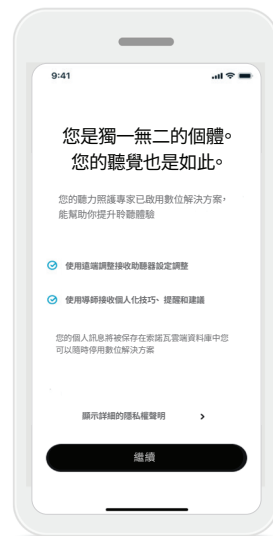 9:41
您是獨一無二的個體。
您的聽覺也是如此。
您的聽力照護專家已啟用數位解決方案，
能幫助你提升聆聽體驗
使用遠端調整接收助聽器設定調整
使用導師接收個人化技巧、提醒和建議
您的個人訊息將被保存在索諾瓦雲端資料庫中您
可以隨時停用數位解決方案
顯示詳細的隱私權聲明
繼續